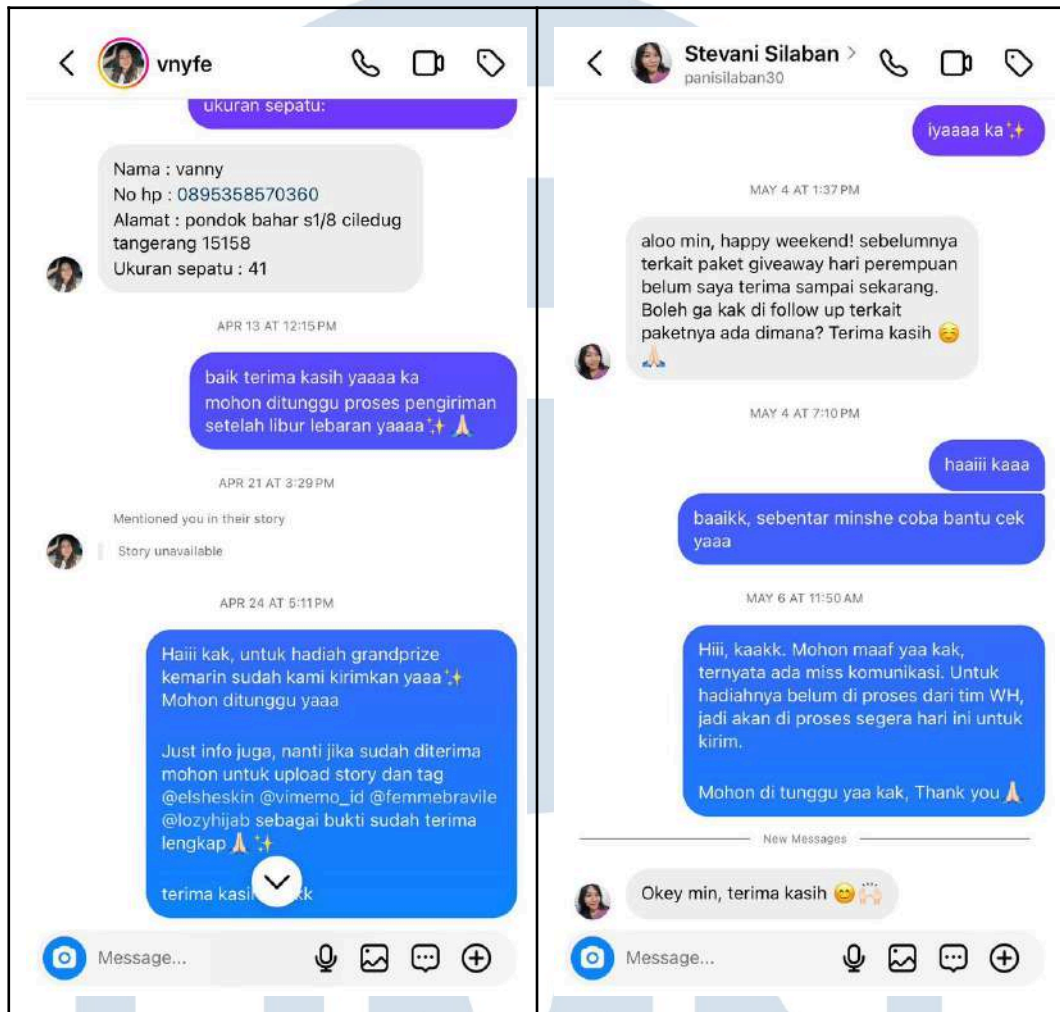 vnyfe
ukuran sepatu:
Nama : vanny
No hp : 0895358570360
Alamat : pondok bahar s1/8 ciledug
tangerang 15158
Ukuran sepatu : 41
APR 13 AT 12:15 PM
baik terima kasih yaaaa ka
mohon ditunggu proses pengiriman
setelah libur lebaran yaaaa✨🙏🏻
APR 21 AT 3:29 PM
Mentioned you in their story
Story unavailable
APR 24 AT 5:11 PM
Haiii kak, untuk hadiah grandprize
kemarin sudah kami kirimkan yaaa✨
Mohon ditunggu yaaa
Just info juga, nanti jika sudah diterima
mohon untuk upload story dan tag
@elsheskin @vimemo_id @femmebravile
@lozyhijab sebagai bukti sudah terima
lengkap🙏🏻✨
terima
Message...
Stevani Silaban >
panisilaban30
iyaaaa ka✨
MAY 4 AT 1:37 PM
aloo min, happy weekend! sebelumnya
terkait paket giveaway hari perempuan
belum saya terima sampai sekarang.
Boleh ga kak di follow up terkait
paketnya ada dimana? Terima kasih ☺️
🙏🏻
MAY 4 AT 7:10 PM
haaiii kaaa
baaikk, sebentar minshe coba bantu cek
yaaa
MAY 6 AT 11:50 AM
Hiii, kaakk. Mohon maaf yaa kak,
ternyata ada miss komunikasi. Untuk
hadiahnya belum di proses dari tim WH,
jadi akan di proses segera hari ini untuk
kirim.
Mohon di tunggu yaa kak, Thank you🙏🏻
New Messages
Okey min, terima kasih 😊🙌🏻
Message...